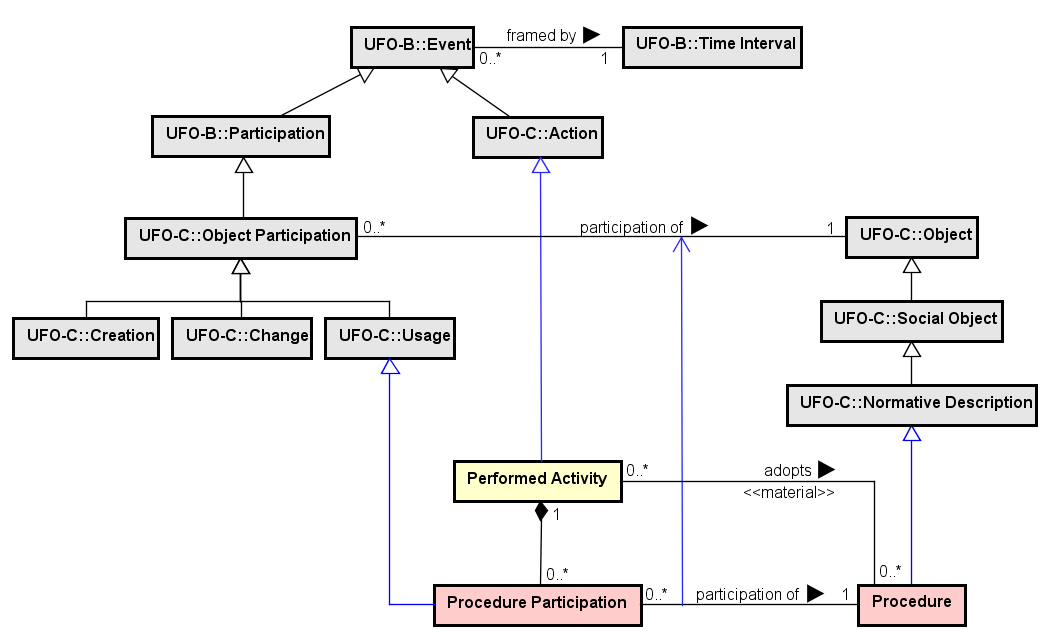 UFO-B::Event
framed by
0..*
1
UFO-B::Time Interval
UFO-B::Participation
UFO-C::Action
UFO-C::Object Participation
0..*
participation of
1
UFO-C::Object
UFO-C::Creation
UFO-C::Change
UFO-C::Usage
UFO-C::Social Object
UFO-C::Normative Description
Performed Activity
0..*
adopts
<<material>>
1
0..*
0..*
Procedure Participation
0..*
participation of
1
Procedure